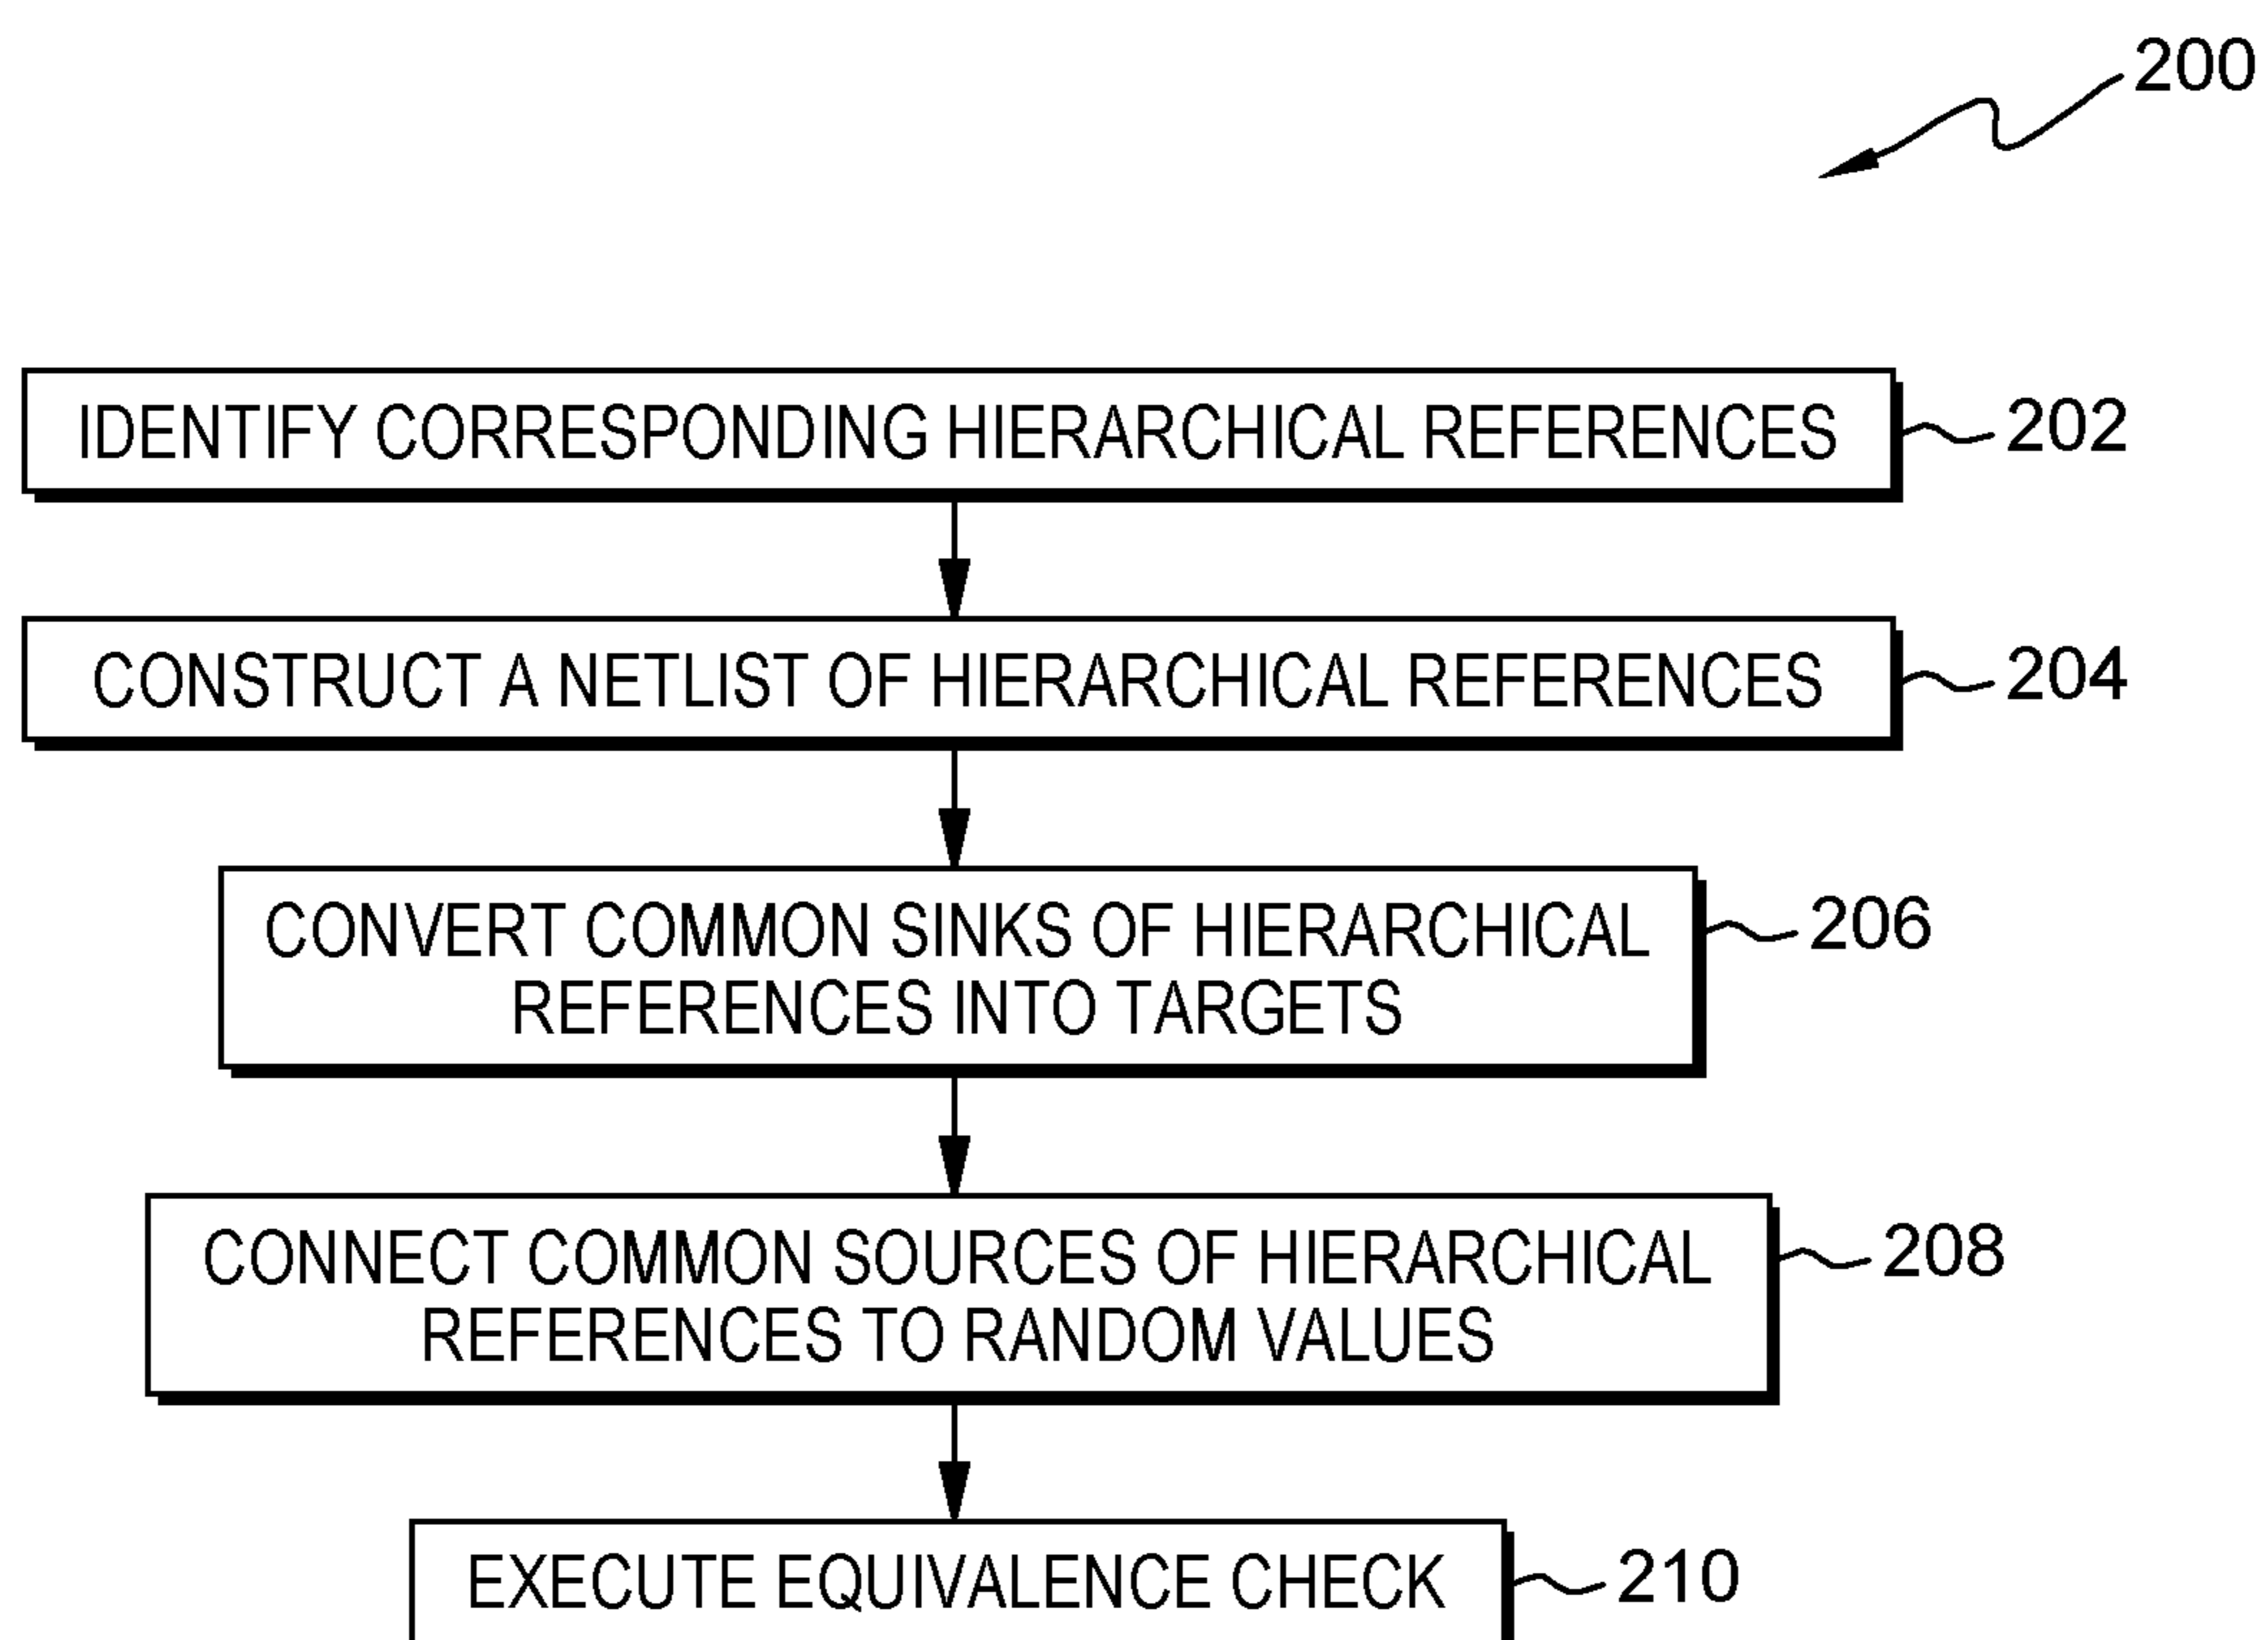 200
IDENTIFY CORRESPONDING HIERARCHICAL REFERENCES
202
CONSTRUCT A NETLIST OF HIERARCHICAL REFERENCES
204
CONVERT COMMON SINKS OF HIERARCHICAL
REFERENCES INTO TARGETS
206
CONNECT COMMON SOURCES OF HIERARCHICAL
REFERENCES TO RANDOM VALUES
208
EXECUTE EQUIVALENCE CHECK
210